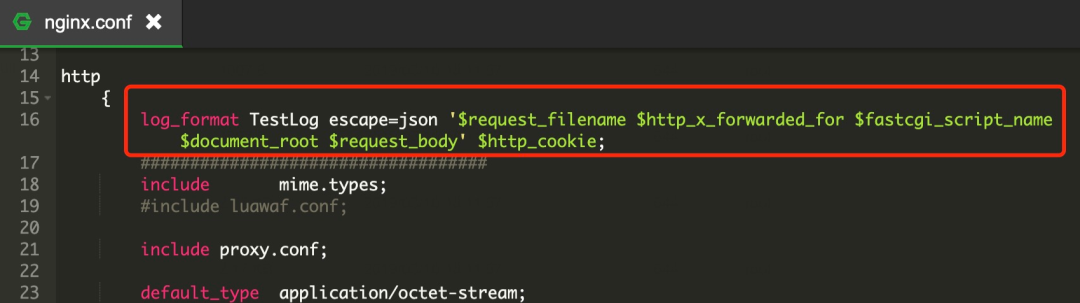 nginx.conf ✖
13
14 http
15 {
16 log_format TestLog escape=json '$request_filename $http_x_forwarded_for $fastcgi_script_name
$document_root $request_body' $http_cookie;
17 ###################################
18 include mime.types;
19 #include luawaf.conf;
20
21 include proxy.conf;
22
23 default_type application/octet-stream;